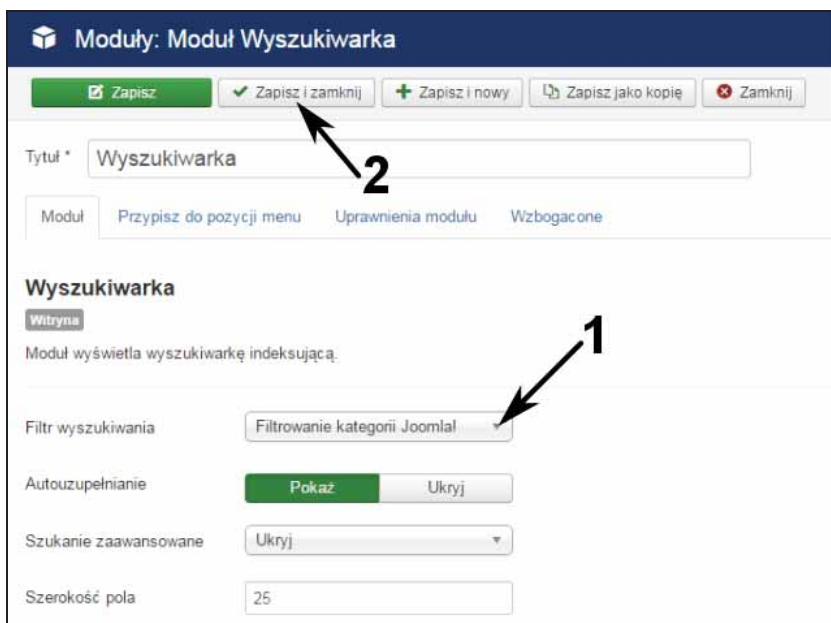 Moduły: Moduł Wyszukiwarka
Zapisz Zapisz i zamknij Zapisz i nowy Zapisz jako kopię Zamknij
2
Tytuł * Wyszukiwarka
Moduł Przypisz do pozycji menu Uprawnienia modułu Wzbogacone
Wyszukiwarka
Witryna
1
Moduł wyświetla wyszukiwarkę indeksującą.
Filtr wyszukiwania Filtrowanie kategorii Joomla!
Autouzupełnianie Pokaż Ukryj
Szukanie zaawansowane Ukryj
Szerokość pola 25